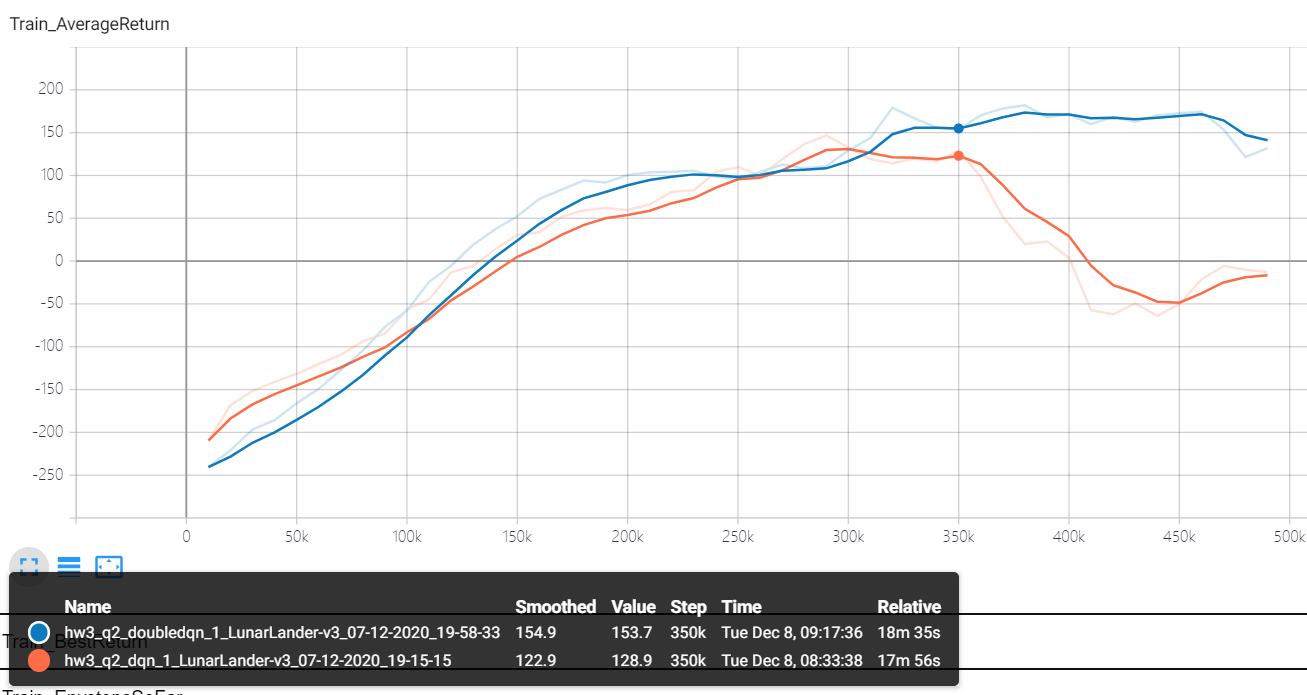 Train_AverageReturn
200
150
100
50
0
-50
-100
-150
-200
-250
0 50k 100k 150k 200k 250k 300k 350k 400k 450k 500k
Name Smoothed Value Step Time Relative
hw3_q2_doubledqn_1_LunarLander-v3_07-12-2020_19-58-33 154.9 153.7 350k Tue Dec 8, 09:17:36 18m 35s
Train_BestReturn
hw3_q2_dqn_1_LunarLander-v3_07-12-2020_19-15-15 122.9 128.9 350k Tue Dec 8, 08:33:38 17m 56s